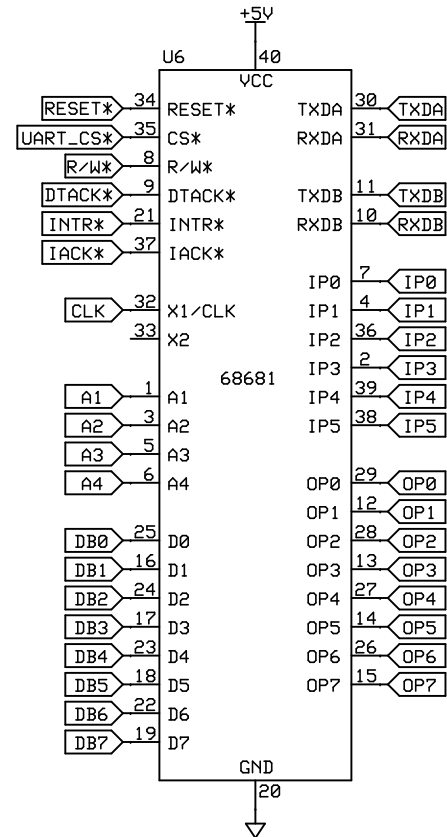 +5V
U6 40
VCC
RESET* 34 RESET* TXDA 30 TXDA
UART_CS* 35 CS* RXDA 31 RXDA
R/W* 8 R/W*
DTACK* 9 DTACK* TXDB 11 TXDB
INTR* 21 INTR* RXDB 10 RXDB
IACK* 37 IACK*
IP0 7 IP0
CLK 32 X1/CLK IP1 4 IP1
33 X2 IP2 36 IP2
IP3 2 IP3
68681
A1 1 A1 IP4 39 IP4
A2 3 A2 IP5 38 IP5
A3 5 A3
A4 6 A4 OP0 29 OP0
OP1 12 OP1
DB0 25 D0 OP2 28 OP2
DB1 16 D1 OP3 13 OP3
DB2 24 D2 OP4 27 OP4
DB3 17 D3 OP5 14 OP5
DB4 23 D4 OP6 26 OP6
DB5 18 D5 OP7 15 OP7
DB6 22 D6
DB7 19 D7
GND
20